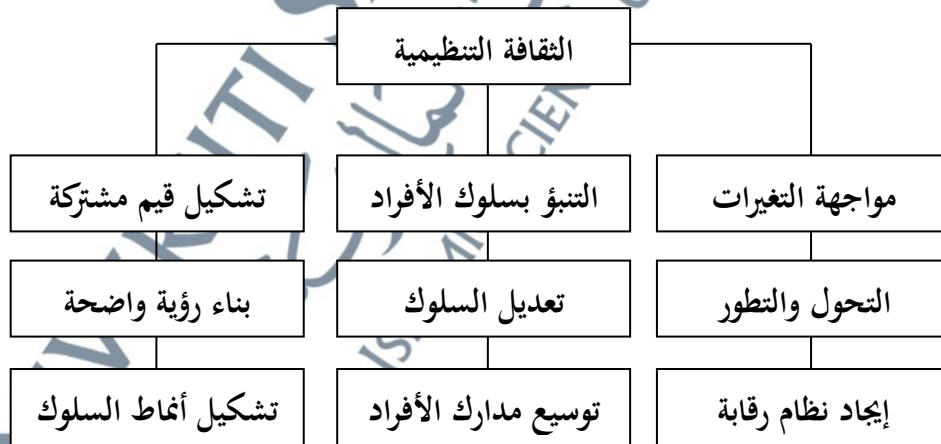 الثقافة التنظيمية
مواجهة التغيرات
التنبؤ بسلوك الأفراد
تشكيل قيم مشتركة
التحول والتطور
تعديل السلوك
بناء رؤية واضحة
إيجاد نظام رقابة
توسيع مدارك الأفراد
تشكيل أنماط السلوك